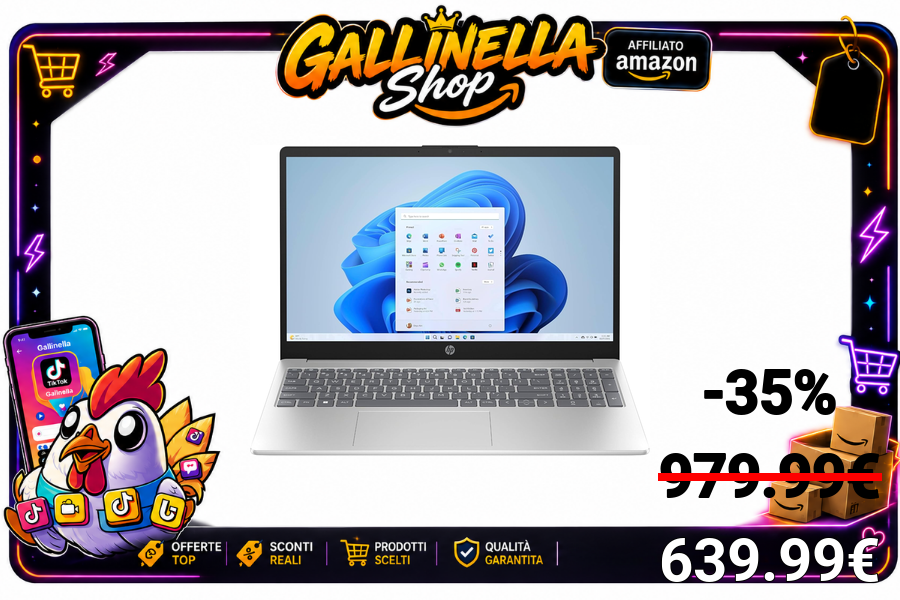 GALLINELLA
Shop
AFFILIATO
amazon
Gallinella
TikTok
Gallinella
hp
-35%
979.99€
639.99€
OFFERTE
TOP
SCONTI
REALI
PRODOTTI
SCELTI
QUALITÀ
GARANTITA